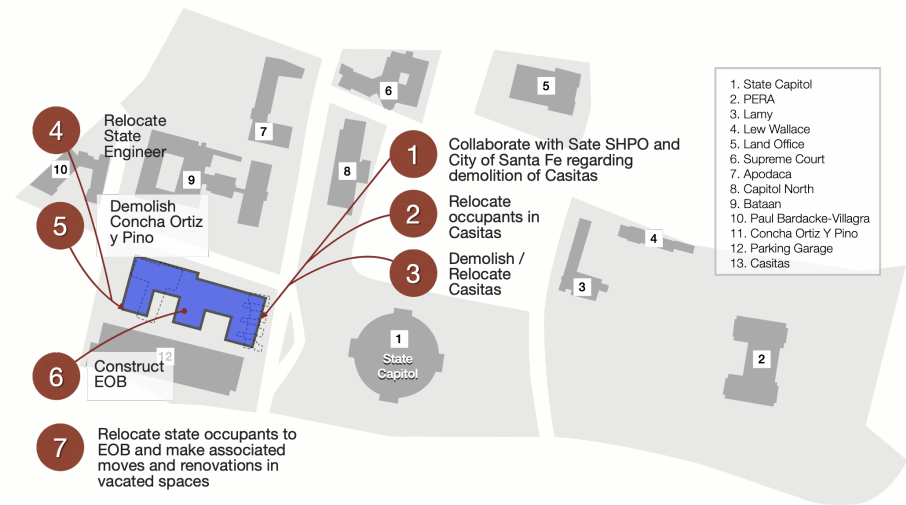 4
Relocate
State
Engineer
10
9
7
6
5
8
1
Collaborate with Sate SHPO and
City of Santa Fe regarding
demolition of Casitas
2
Relocate
occupants in
Casitas
3
Demolish /
Relocate
Casitas
5
Demolish
Concha Ortiz
y Pino
4
3
2
1
State
Capitol
12
6
Construct
EOB
7
Relocate state occupants to
EOB and make associated
moves and renovations in
vacated spaces
1. State Capitol
2. PERA
3. Lamy
4. Lew Wallace
5. Land Office
6. Supreme Court
7. Apodaca
8. Capitol North
9. Bataan
10. Paul Bardacke-Villagra
11. Concha Ortiz Y Pino
12. Parking Garage
13. Casitas